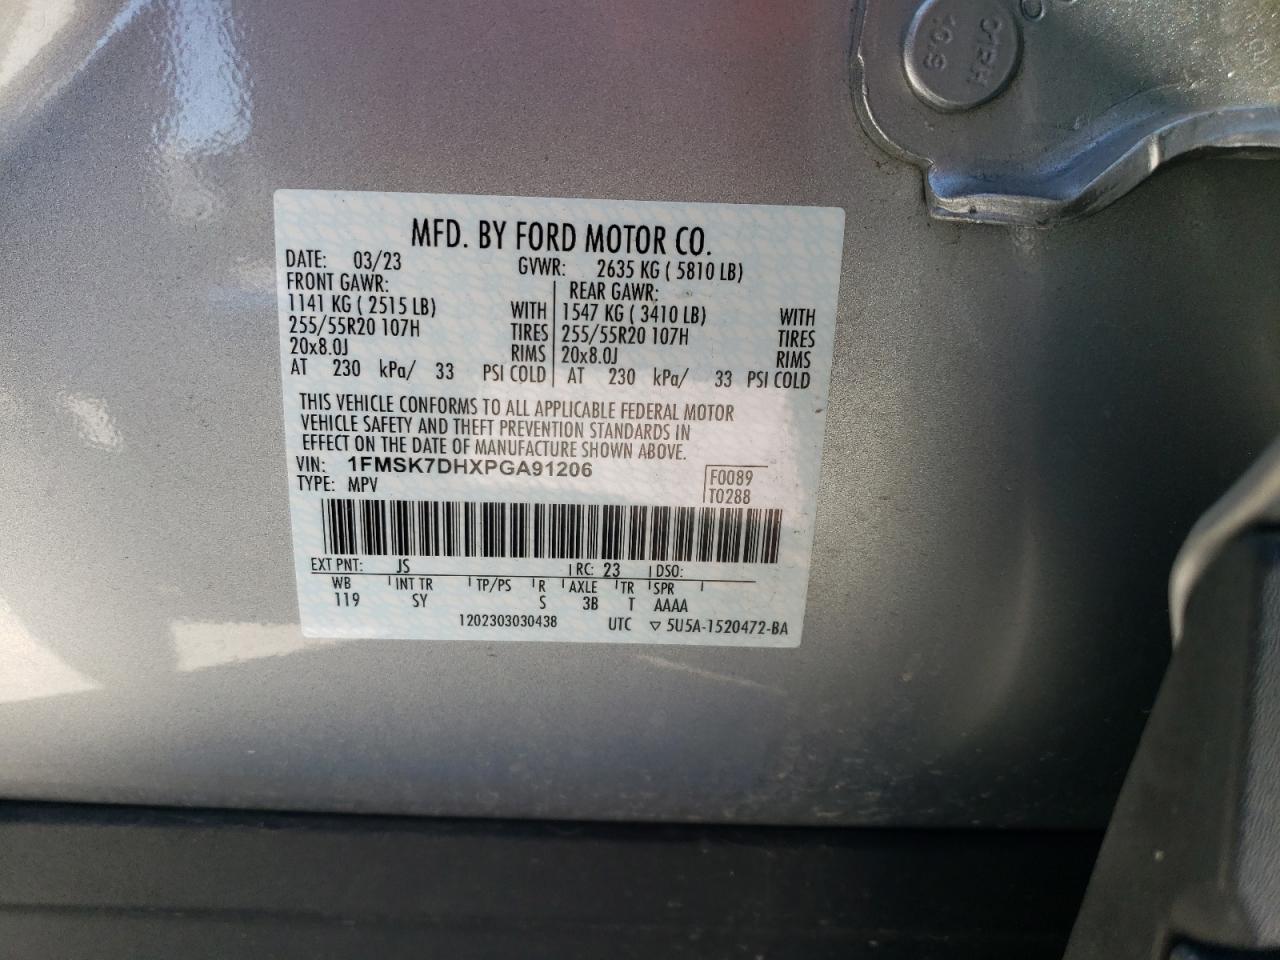 MFD. BY FORD MOTOR CO.
DATE: 03/23 GVWR: 2635 KG ( 5810 LB)
FRONT GAWR: REAR GAWR:
1141 KG ( 2515 LB) WITH 1547 KG ( 3410 LB) WITH
255/55R20 107H TIRES 255/55R20 107H TIRES
20x8.0J RIMS 20x8.0J RIMS
AT 230 kPa/ 33 PSI COLD AT 230 kPa/ 33 PSI COLD
THIS VEHICLE CONFORMS TO ALL APPLICABLE FEDERAL MOTOR
VEHICLE SAFETY AND THEFT PREVENTION STANDARDS IN
EFFECT ON THE DATE OF MANUFACTURE SHOWN ABOVE.
VIN: 1FMSK7DHXPGA91206 F0089
TYPE: MPV T0288
EXT PNT: JS RC: 23 DSO:
WB INT TR TP/PS R AXLE TR SPR
119 SY S 3B T AAAA
1202303030438 UTC ▽ 5U5A-1520472-BA